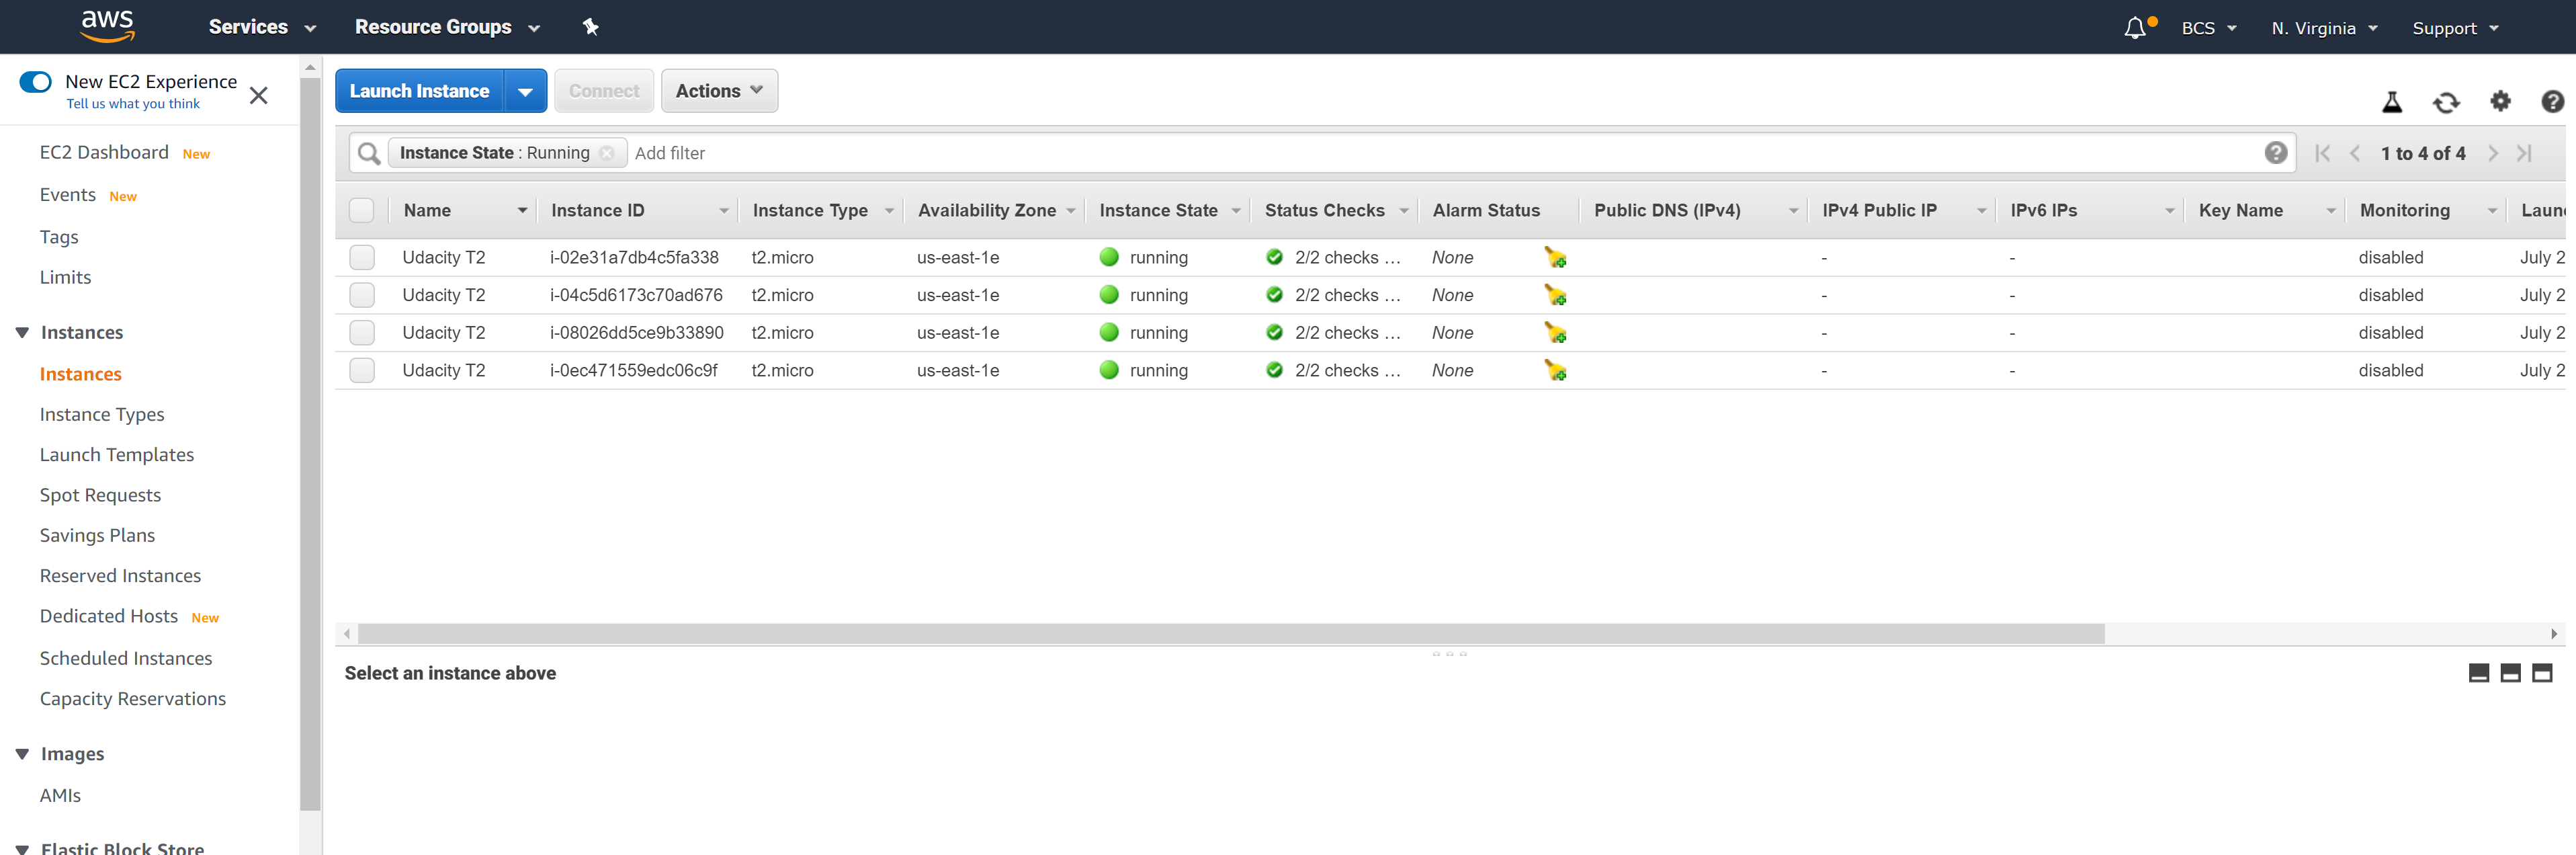 aws Services Resource Groups BCS N. Virginia Support
New EC2 Experience
Tell us what you think
EC2 Dashboard New
Events New
Tags
Limits
Instances
Instances
Instance Types
Launch Templates
Spot Requests
Savings Plans
Reserved Instances
Dedicated Hosts New
Scheduled Instances
Capacity Reservations
Images
AMIs
Elastic Block Store
Launch Instance Connect Actions
Instance State : Running Add filter 1 to 4 of 4
Name Instance ID Instance Type Availability Zone Instance State Status Checks Alarm Status Public DNS (IPv4) IPv4 Public IP IPv6 IPs Key Name Monitoring Laun
Udacity T2 i-02e31a7db4c5fa338 t2.micro us-east-1e running 2/2 checks ... None - - disabled July 2
Udacity T2 i-04c5d6173c70ad676 t2.micro us-east-1e running 2/2 checks ... None - - disabled July 2
Udacity T2 i-08026dd5ce9b33890 t2.micro us-east-1e running 2/2 checks ... None - - disabled July 2
Udacity T2 i-0ec471559edc06c9f t2.micro us-east-1e running 2/2 checks ... None - - disabled July 2
Select an instance above